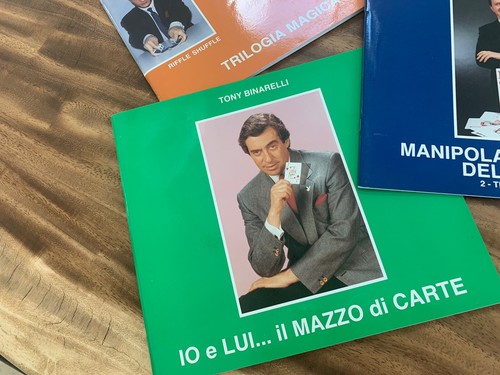 RIFFLE SHUFFLE
TRILOGIA MAGICA
TONY BINARELLI
IO e LUI... il MAZZO di CARTE
MANIPOLA
DEL
2 - T